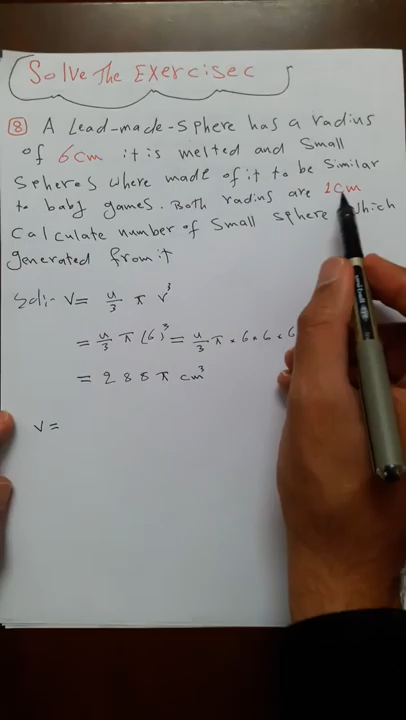 Solve The Exercisec
8 A Lead-made-sphere has a radius
of 6cm it is melted and small
spheres where made of it to be similar
to baby games. Both radius are 1cm
Calculate number of small sphere which
generated from it
Sol:- V= 4/3 π r³
= 4/3 π (6)³ = 4/3 π × 6 × 6 × 6
= 288 π cm³
V=